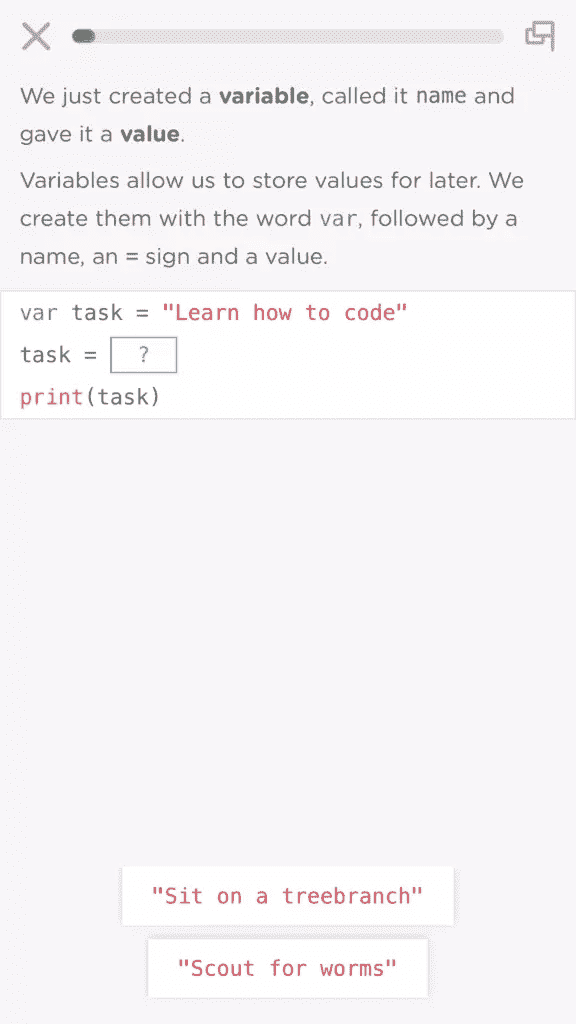 We just created a variable, called it name and
gave it a value.
Variables allow us to store values for later. We
create them with the word var, followed by a
name, an = sign and a value.
var task = "Learn how to code"
task = ?
print(task)
"Sit on a treebranch"
"Scout for worms"